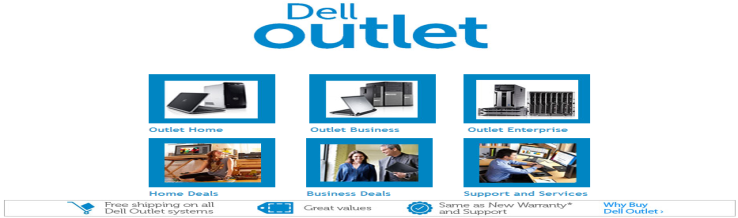 Dell
outlet
Outlet Home
Outlet Business
Outlet Enterprise
Home Deals
Business Deals
Support and Services
Free shipping on all
Dell Outlet systems
Great values
Same as New Warranty*
and Support
Why Buy
Dell Outlet ›